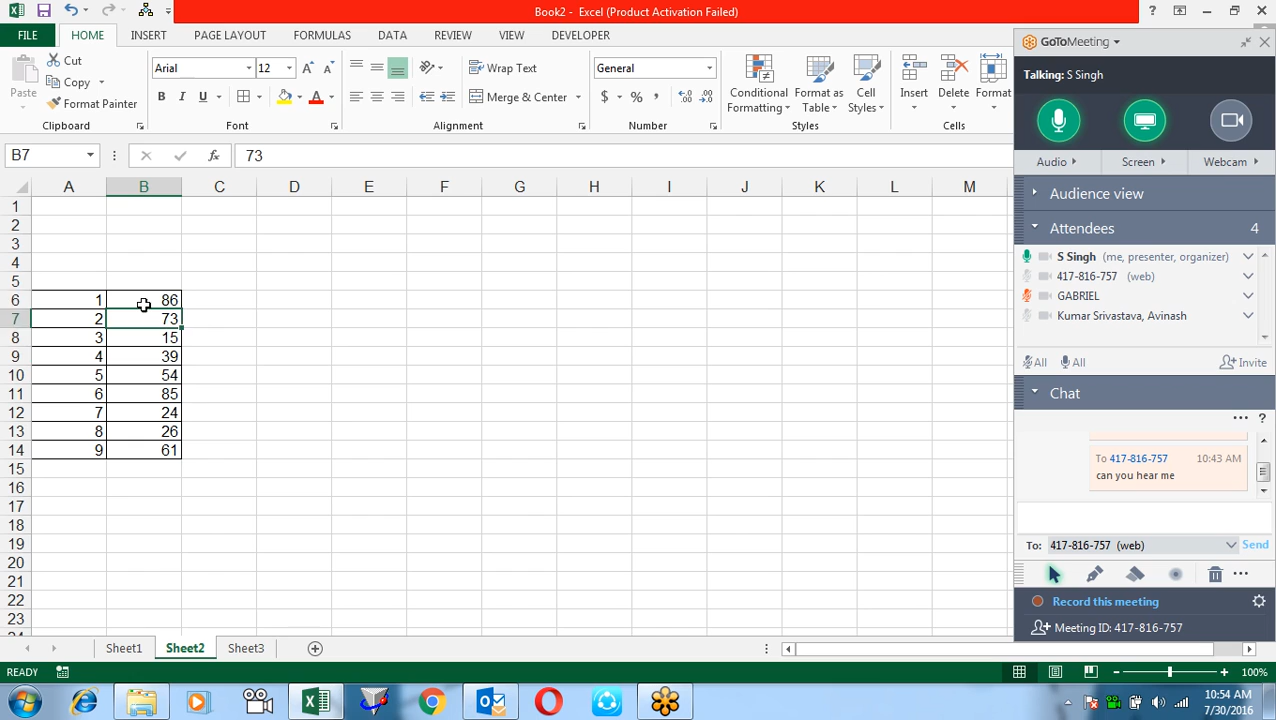 Book2 - Excel (Product Activation Failed)
FILE HOME INSERT PAGE LAYOUT FORMULAS DATA REVIEW VIEW DEVELOPER
Paste
Cut
Copy
Format Painter
Clipboard
Arial 12
B I U A
Font
Wrap Text
Merge & Center
Alignment
General
$ % ,
Number
Conditional Formatting
Format as Table
Cell Styles
Styles
Insert Delete Format
Cells
B7 fx 73
A B C D E F G H I J K L M
1
2
3
4
5
6 1 86
7 2 73
8 3 15
9 4 39
10 5 54
11 6 85
12 7 24
13 8 26
14 9 61
15
16
17
18
19
20
21
22
23
24
Sheet1 Sheet2 Sheet3
READY 100%
GoToMeeting
Talking: S Singh
Audio Screen Webcam
Audience view
Attendees 4
S Singh (me, presenter, organizer)
417-816-757 (web)
GABRIEL
Kumar Srivastava, Avinash
All All Invite
Chat
To 417-816-757 10:43 AM
can you hear me
To: 417-816-757 (web) Send
Record this meeting
Meeting ID: 417-816-757
10:54 AM
7/30/2016